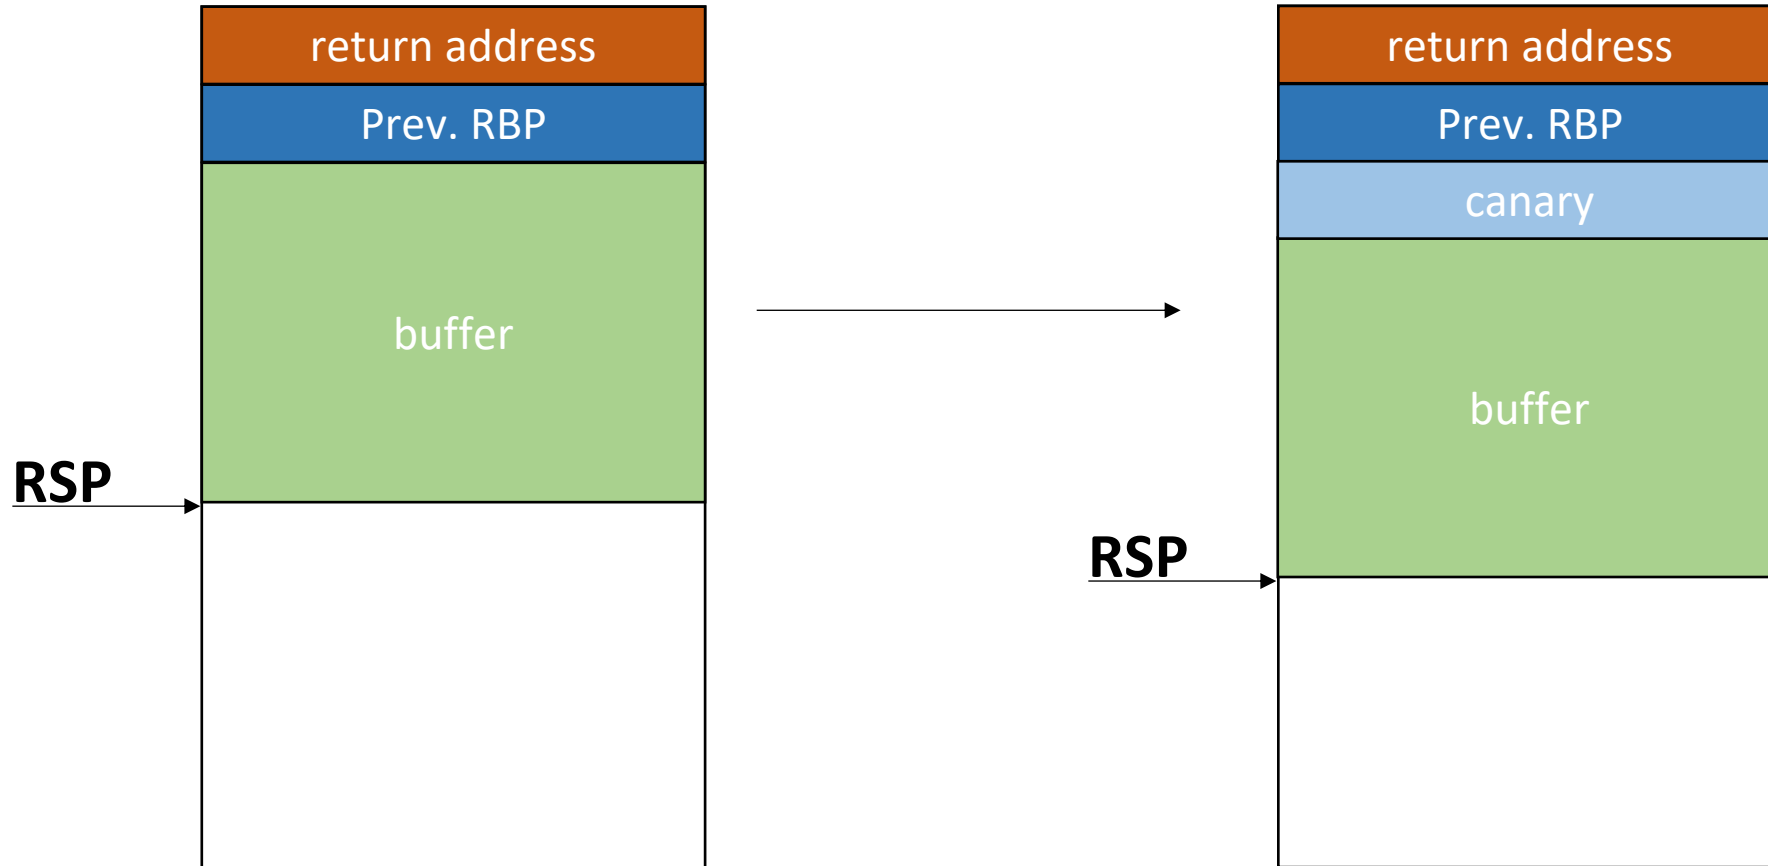 return address
Prev. RBP
buffer
RSP
return address
Prev. RBP
canary
buffer
RSP